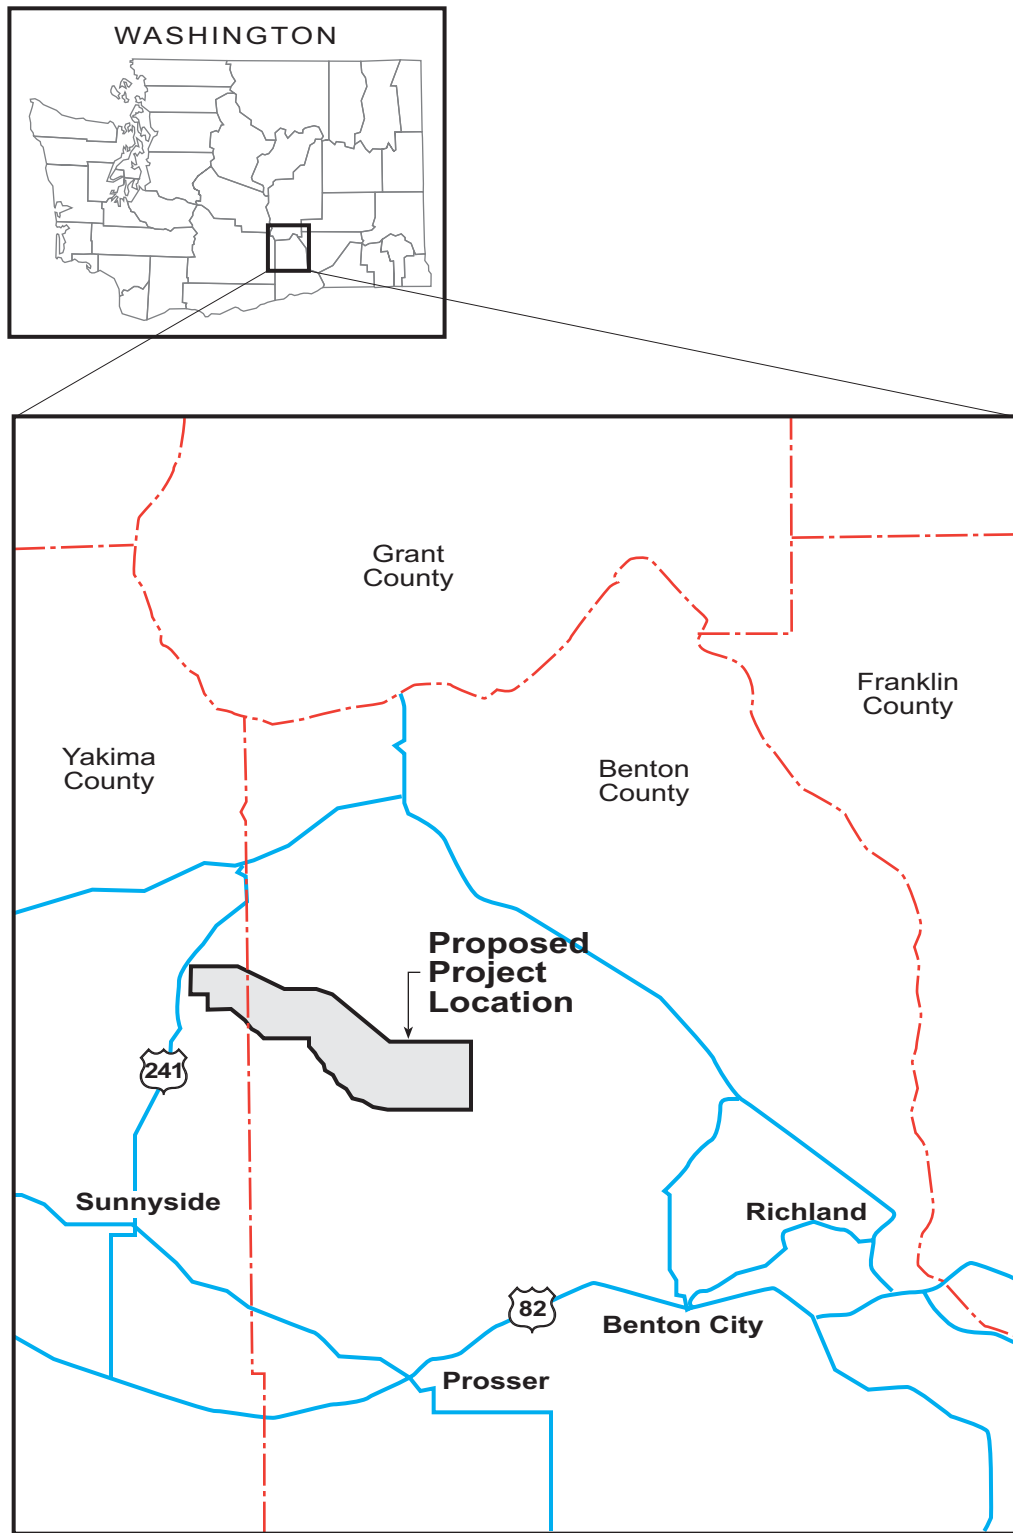 WASHINGTON
Grant
County
Franklin
County
Yakima
County
Benton
County
Proposed
Project
Location
241
Sunnyside
Richland
82
Benton City
Prosser